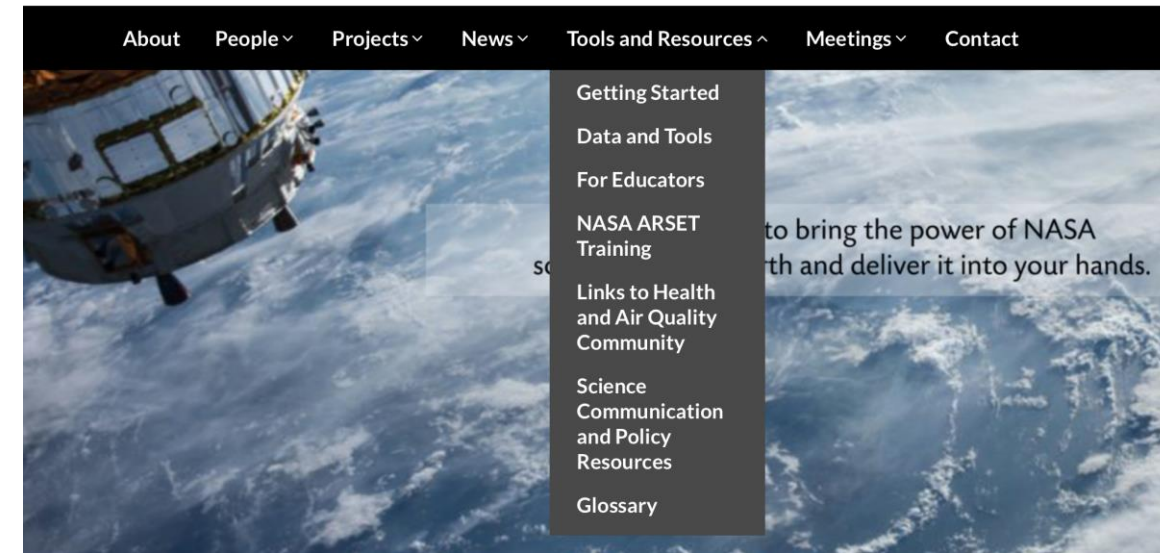 About People Projects News Tools and Resources Meetings Contact
Getting Started
Data and Tools
For Educators
NASA ARSET
Training
Links to Health
and Air Quality
Community
Science
Communication
and Policy
Resources
Glossary
to bring the power of NASA
and deliver it into your hands.